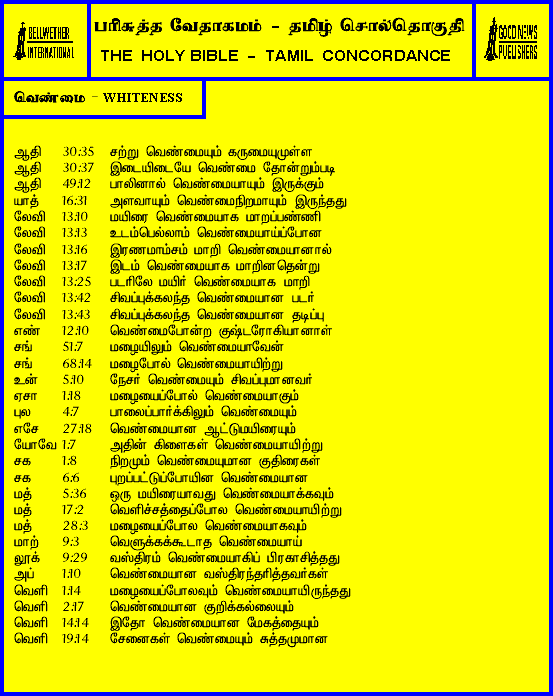 BELLWETHER
INTERNATIONAL
பரிசுத்த வேதாகமம் - தமிழ் சொல்தொகுதி
THE HOLY BIBLE - TAMIL CONCORDANCE
GOOD NEWS
PUBLISHERS
வெண்மை - WHITENESS
ஆதி 30:35 சற்று வெண்மையும் கருமையுமுள்ள
ஆதி 30:37 இடையிடையே வெண்மை தோன்றும்படி
ஆதி 49:12 பாலினால் வெண்மையாயும் இருக்கும்
யாத் 16:31 அளவாயும் வெண்மைநிறமாயும் இருந்தது
லேவி 13:10 மயிரை வெண்மையாக மாறப்பண்ணி
லேவி 13:13 உடம்பெல்லாம் வெண்மையாய்ப்போன
லேவி 13:16 இரணமாம்சம் மாறி வெண்மையானால்
லேவி 13:17 இடம் வெண்மையாக மாறினதென்று
லேவி 13:25 படரிலே மயிர் வெண்மையாக மாறி
லேவி 13:42 சிவப்புக்கலந்த வெண்மையான படர்
லேவி 13:43 சிவப்புக்கலந்த வெண்மையான தடிப்பு
எண் 12:10 வெண்மைபோன்ற குஷ்டரோகியானாள்
சங் 51:7 மழையிலும் வெண்மையாவேன்
சங் 68:14 மழைபோல் வெண்மையாயிற்று
உன் 5:10 நேசர் வெண்மையும் சிவப்புமானவர்
ஏசா 1:18 மழையைப்போல் வெண்மையாகும்
புல 4:7 பாலைப்பார்க்கிலும் வெண்மையும்
எசே 27:18 வெண்மையான ஆட்டுமயிரையும்
யோவே 1:7 அதின் கிளைகள் வெண்மையாயிற்று
சக 1:8 நிறமும் வெண்மையுமான குதிரைகள்
சக 6:6 புறப்பட்டுப்போயின வெண்மையான
மத் 5:36 ஒரு மயிரையாவது வெண்மையாக்கவும்
மத் 17:2 வெளிச்சத்தைப்போல வெண்மையாயிற்று
மத் 28:3 மழையைப்போல வெண்மையாகவும்
மாற் 9:3 வெளுக்கக்கூடாத வெண்மையாய்
லூக் 9:29 வஸ்திரம் வெண்மையாகிப் பிரகாசித்தது
அப் 1:10 வெண்மையான வஸ்திரந்தரித்தவர்கள்
வெளி 1:14 மழையைப்போலவும் வெண்மையாயிருந்தது
வெளி 2:17 வெண்மையான குறிக்கல்லையும்
வெளி 14:14 இதோ வெண்மையான மேகத்தையும்
வெளி 19:14 சேனைகள் வெண்மையும் சுத்தமுமான